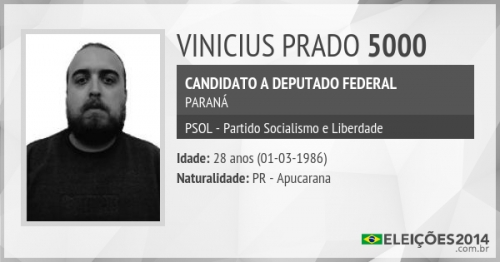 VINICIUS PRADO 5000
CANDIDATO A DEPUTADO FEDERAL
PARANÁ
PSOL - Partido Socialismo e Liberdade
Idade: 28 anos (01-03-1986)
Naturalidade: PR - Apucarana
ELEIÇÕES2014
.com.br